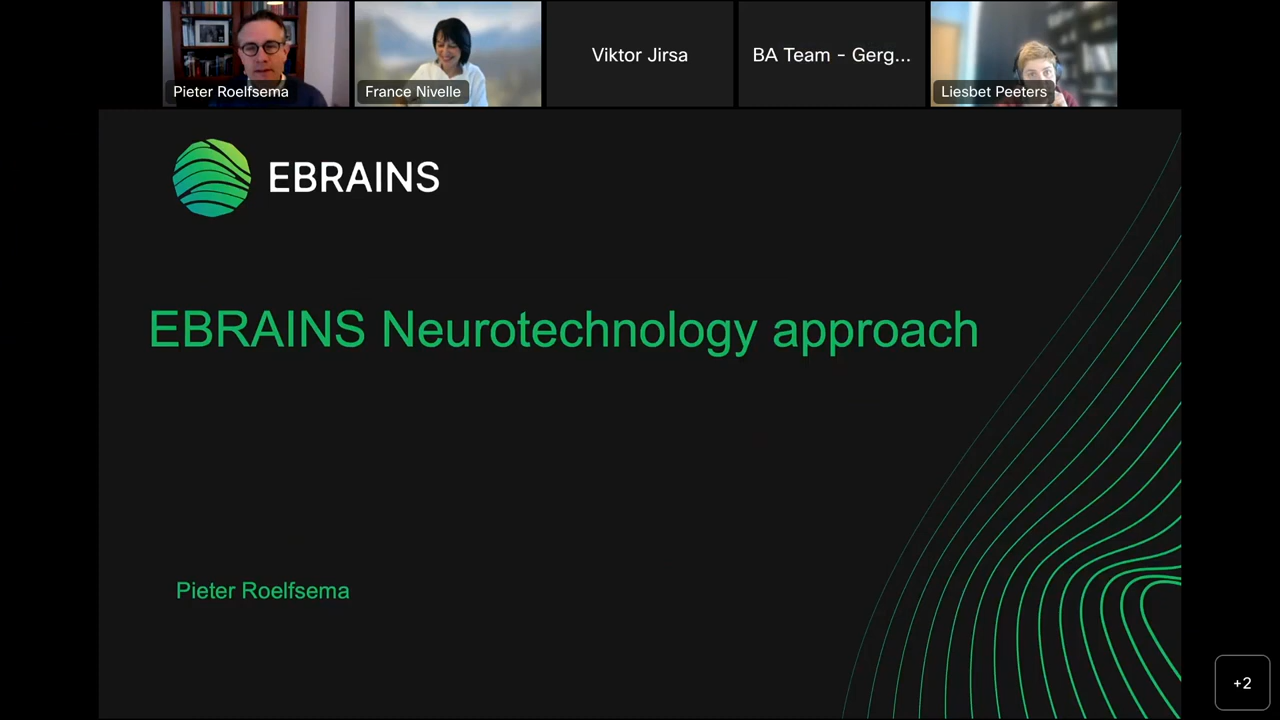 Pieter Roelfsema
France Nivelle
Viktor Jirsa
BA Team - Gerg...
Liesbet Peeters
EBRAINS
EBRAINS Neurotechnology approach
Pieter Roelfsema
+2